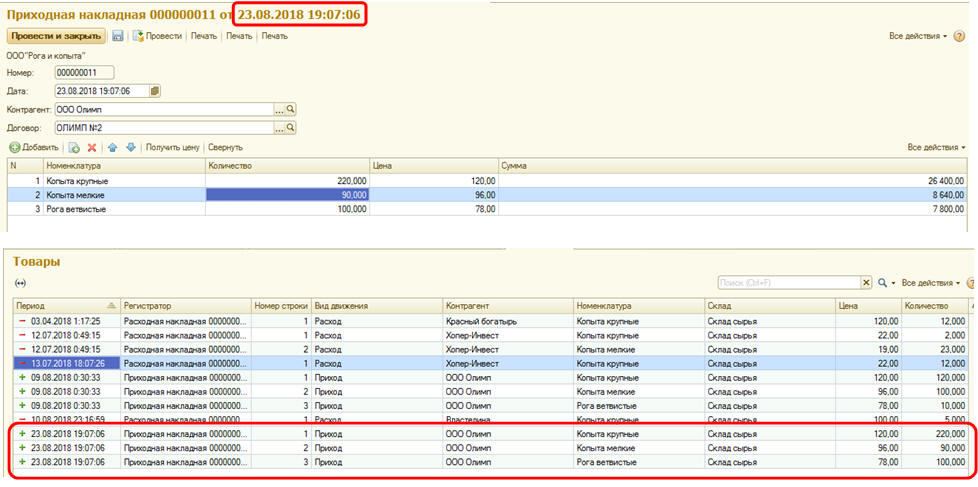 Приходная накладная 000000011 от 23.08.2018 19:07:06
Провести и закрыть Провести Печать Печать Печать Все действия
ООО"Рога и копыта"
Номер: 000000011
Дата: 23.08.2018 19:07:06
Контрагент: ООО Олимп ...
Договор: ОЛИМП №2 ...
Добавить Получить цену Свернуть Все действия
N Номенклатура Количество Цена Сумма
1 Копыта крупные 220,000 120,00 26 400,00
2 Копыта мелкие 90,000 96,00 8 640,00
3 Рога ветвистые 100,000 78,00 7 800,00
Товары
Поиск (Ctrl+F) Все действия
Период Регистратор Номер строки Вид движения Контрагент Номенклатура Склад Цена Количество
03.04.2018 1:17:25 Расходная накладная 0000000... 1 Расход Красный богатырь Копыта крупные Склад сырья 120,00 12,000
12.07.2018 0:49:15 Расходная накладная 0000000... 1 Расход Хопер-Инвест Копыта крупные Склад сырья 22,00 2,000
12.07.2018 0:49:15 Расходная накладная 0000000... 2 Расход Хопер-Инвест Копыта мелкие Склад сырья 19,00 23,000
13.07.2018 18:07:26 Расходная накладная 0000000... 1 Расход Хопер-Инвест Копыта крупные Склад сырья 22,00 12,000
09.08.2018 0:30:33 Приходная накладная 0000000... 1 Приход ООО Олимп Копыта крупные Склад сырья 120,00 120,000
09.08.2018 0:30:33 Приходная накладная 0000000... 2 Приход ООО Олимп Копыта мелкие Склад сырья 96,00 100,000
09.08.2018 0:30:33 Приходная накладная 0000000... 3 Приход ООО Олимп Рога ветвистые Склад сырья 78,00 10,000
10.08.2018 23:16:59 Расходная накладная 0000000... 1 Расход Властелина Копыта крупные Склад сырья 100,00 5,000
23.08.2018 19:07:06 Приходная накладная 0000000... 1 Приход ООО Олимп Копыта крупные Склад сырья 120,00 220,000
23.08.2018 19:07:06 Приходная накладная 0000000... 2 Приход ООО Олимп Копыта мелкие Склад сырья 96,00 90,000
23.08.2018 19:07:06 Приходная накладная 0000000... 3 Приход ООО Олимп Рога ветвистые Склад сырья 78,00 100,000